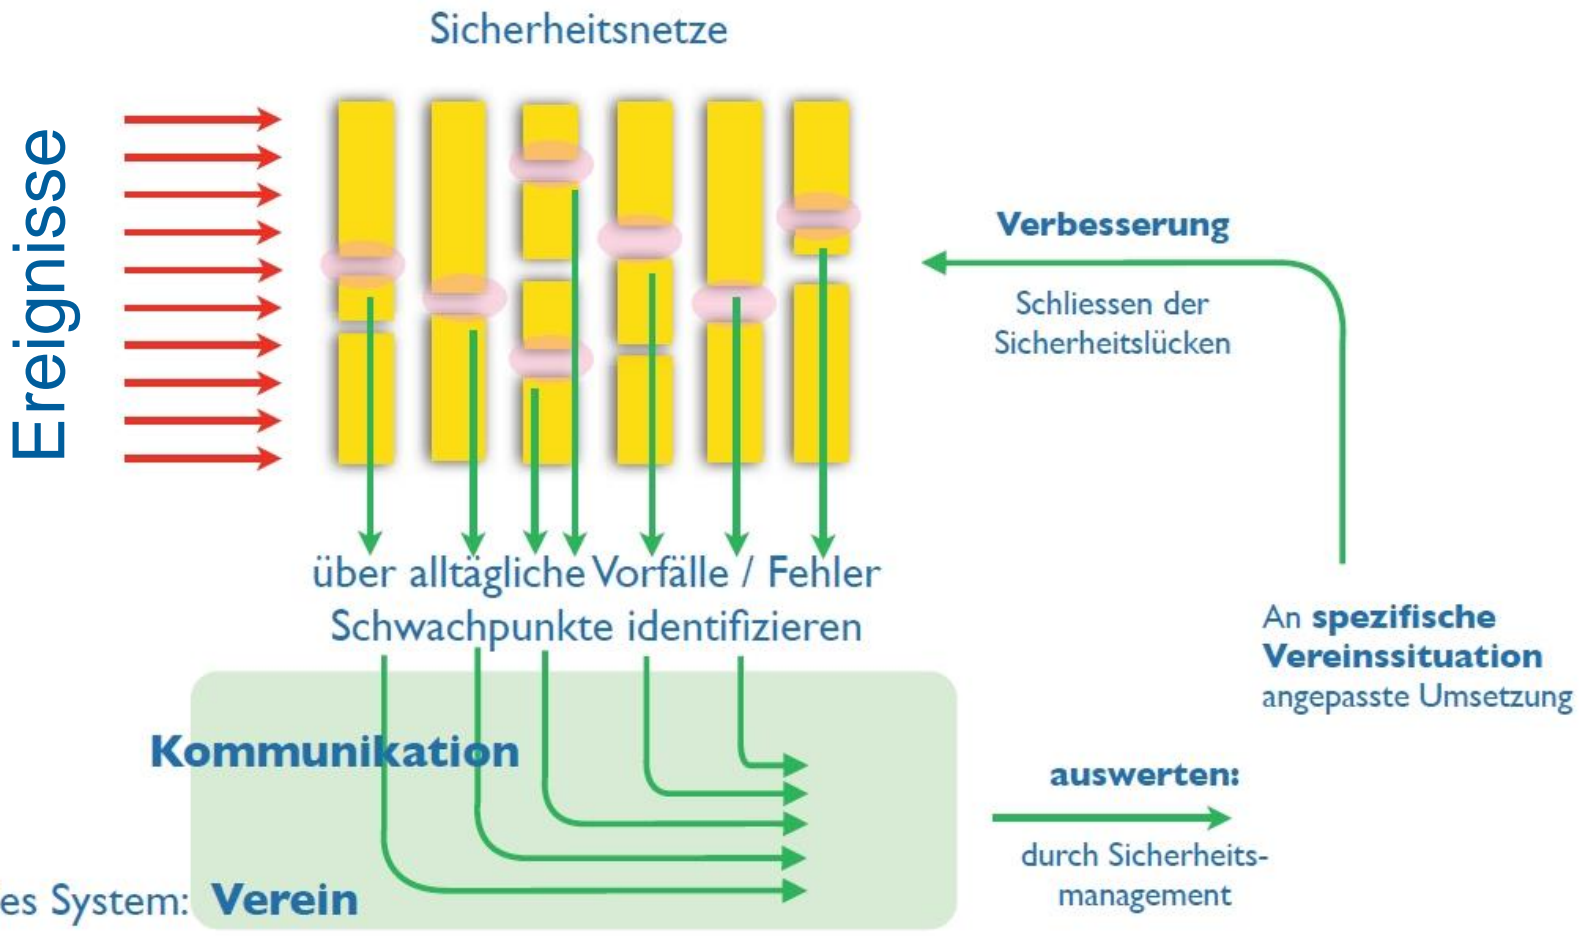 Sicherheitsnetze
Ereignisse
Verbesserung
Schliessen der
Sicherheitslücken
über alltägliche Vorfälle / Fehler
Schwachpunkte identifizieren
An spezifische
Vereinssituation
angepasste Umsetzung
Kommunikation
auswerten:
durch Sicherheits-
management
System: Verein